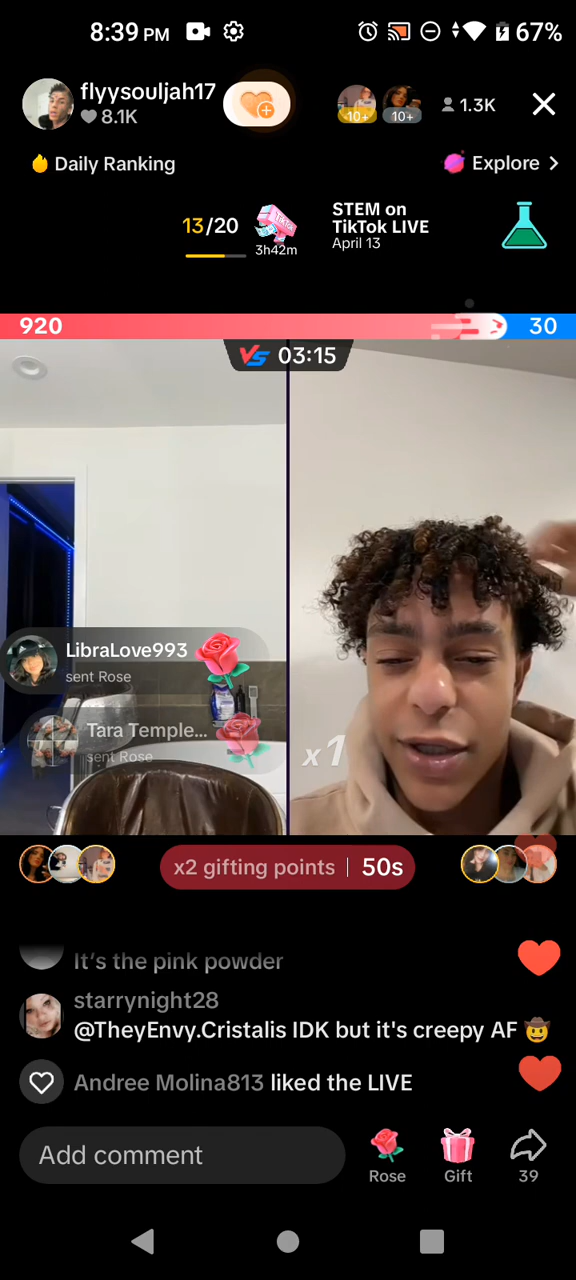 8:39 PM
67%
flyysouljah17
8.1K
10+
10+
1.3K
Daily Ranking
Explore >
13/20
TikTok
3h42m
STEM on
TikTok LIVE
April 13
920
30
VS 03:15
LibraLove993
sent Rose
Tara Temple...
sent Rose
x1
x2 gifting points | 50s
It's the pink powder
starrynight28
@TheyEnvy.Cristalis IDK but it's creepy AF 🤠
Andree Molina813 liked the LIVE
Add comment
Rose
Gift
39